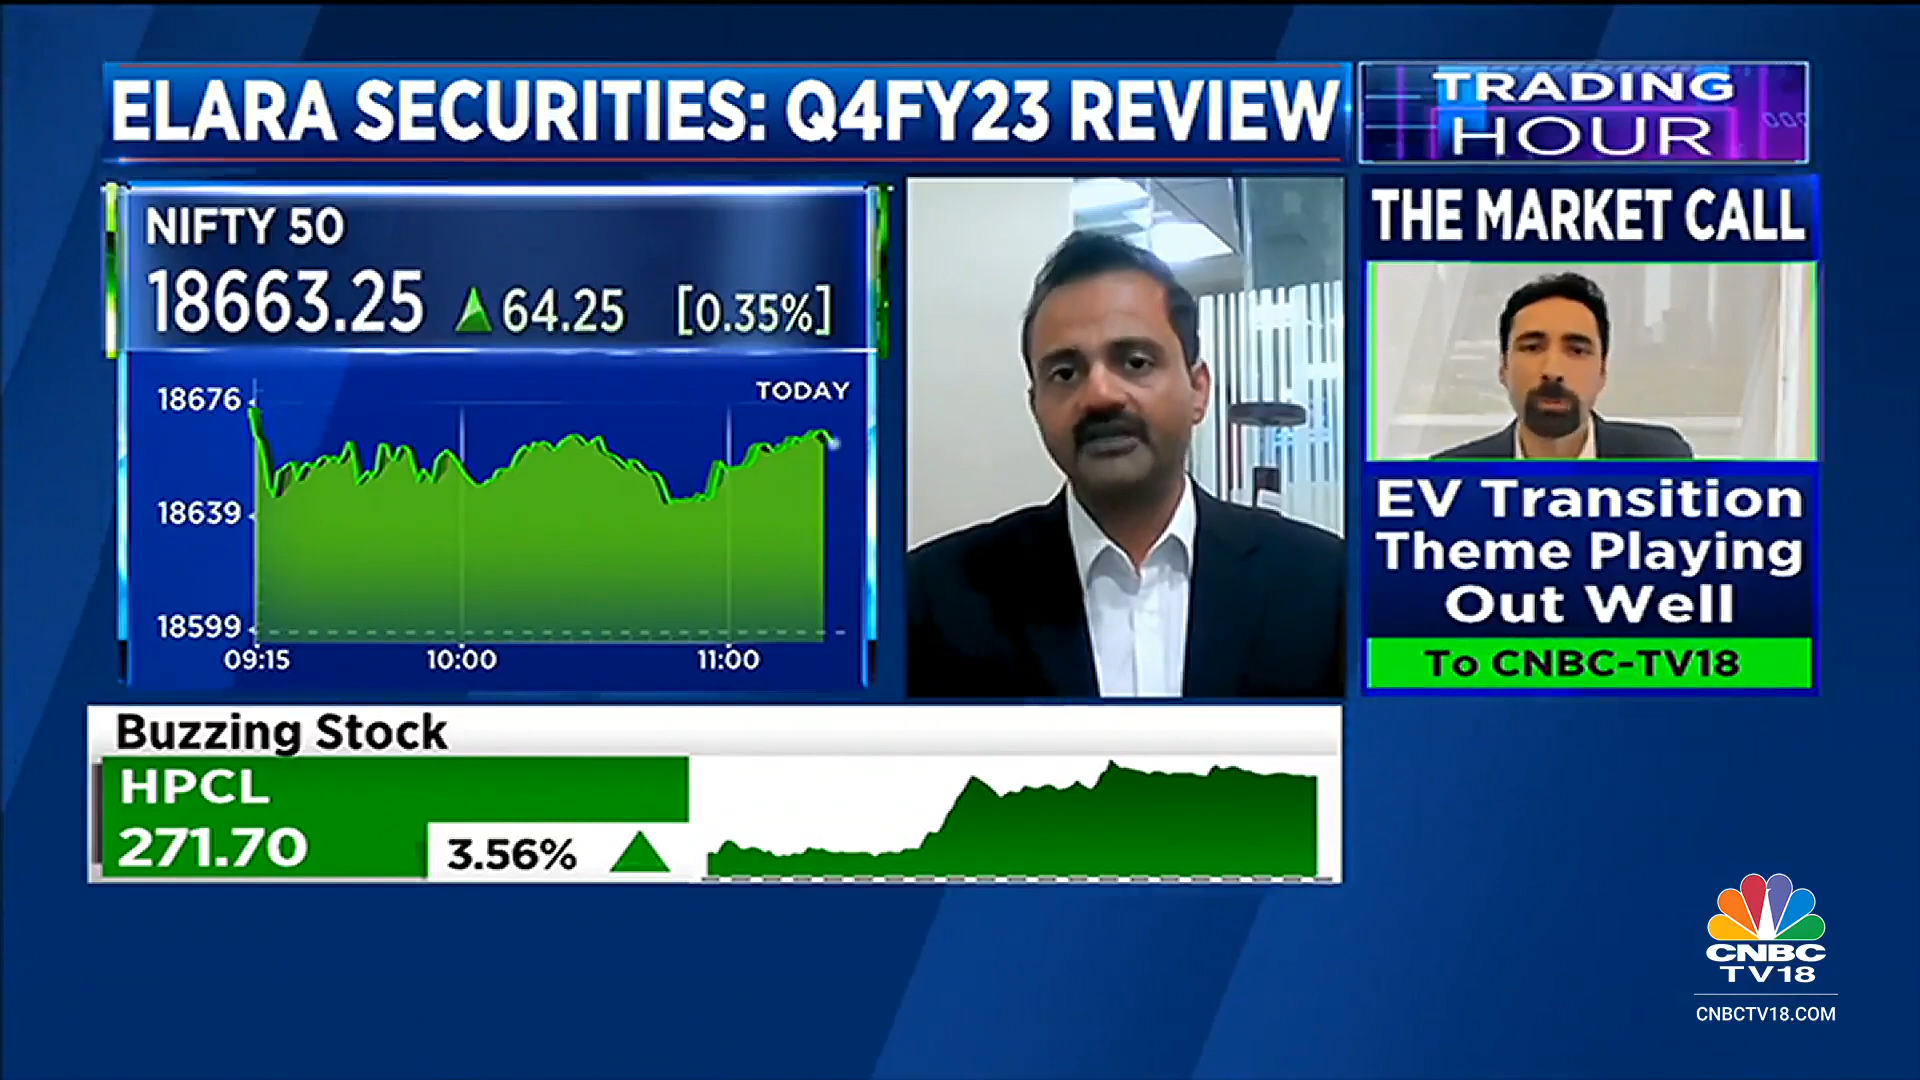 ELARA SECURITIES: Q4FY23 REVIEW
TRADING
HOUR
NIFTY 50
18663.25 ▲ 64.25 [0.35%]
TODAY
18676
18639
18599
09:15 10:00 11:00
THE MARKET CALL
EV Transition
Theme Playing
Out Well
To CNBC-TV18
Buzzing Stock
HPCL
271.70
3.56% ▲
CNBC
TV18
CNBCTV18.COM